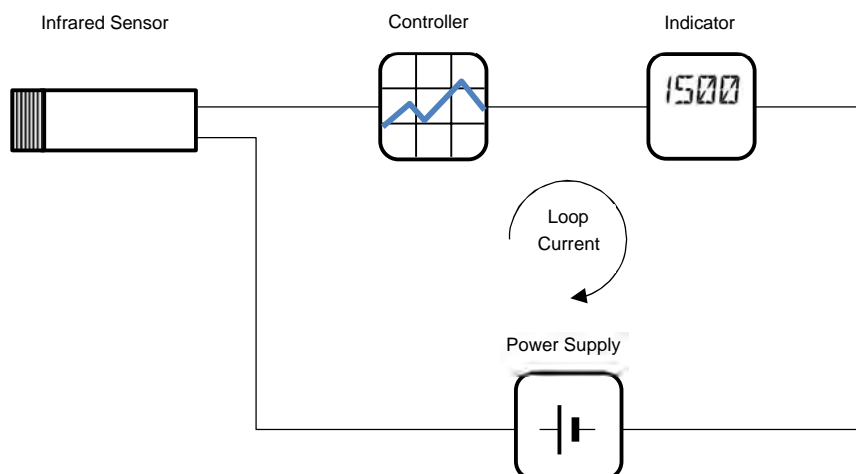 Infrared Sensor
Controller
Indicator
1500
Loop
Current
Power Supply